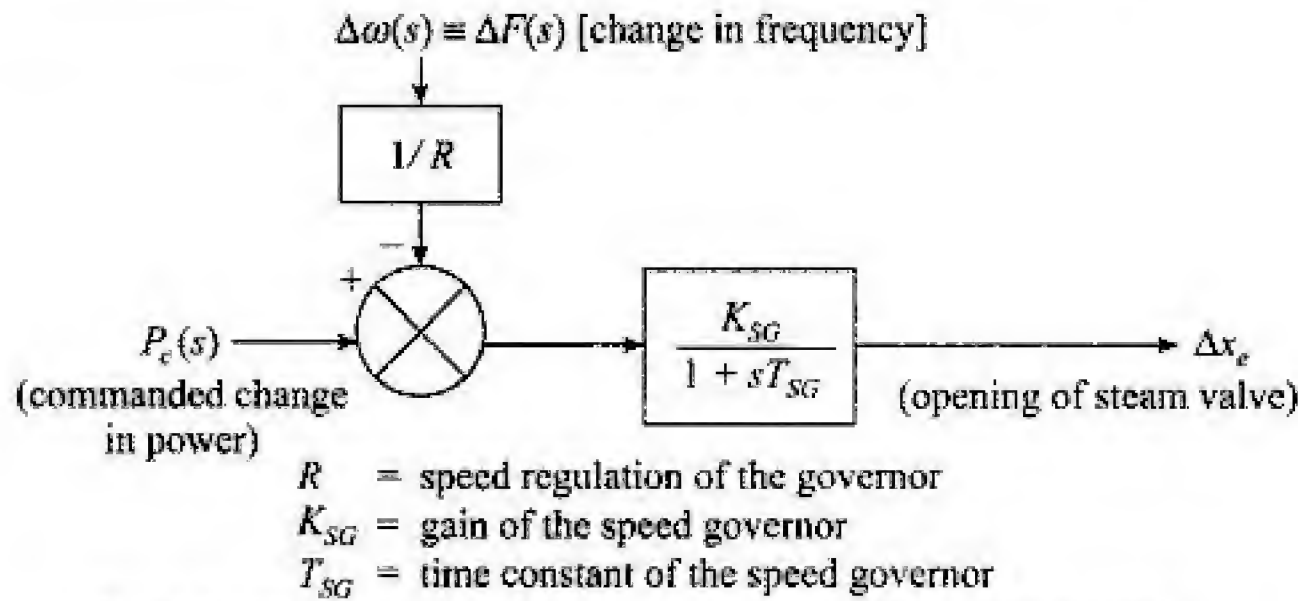 Δω(s) ≡ ΔF(s) [change in frequency]
1/R
−
+
P_c(s)
K_SG
1 + sT_SG
Δx_e
(commanded change
in power)
(opening of steam valve)
R = speed regulation of the governor
K_SG = gain of the speed governor
T_SG = time constant of the speed governor